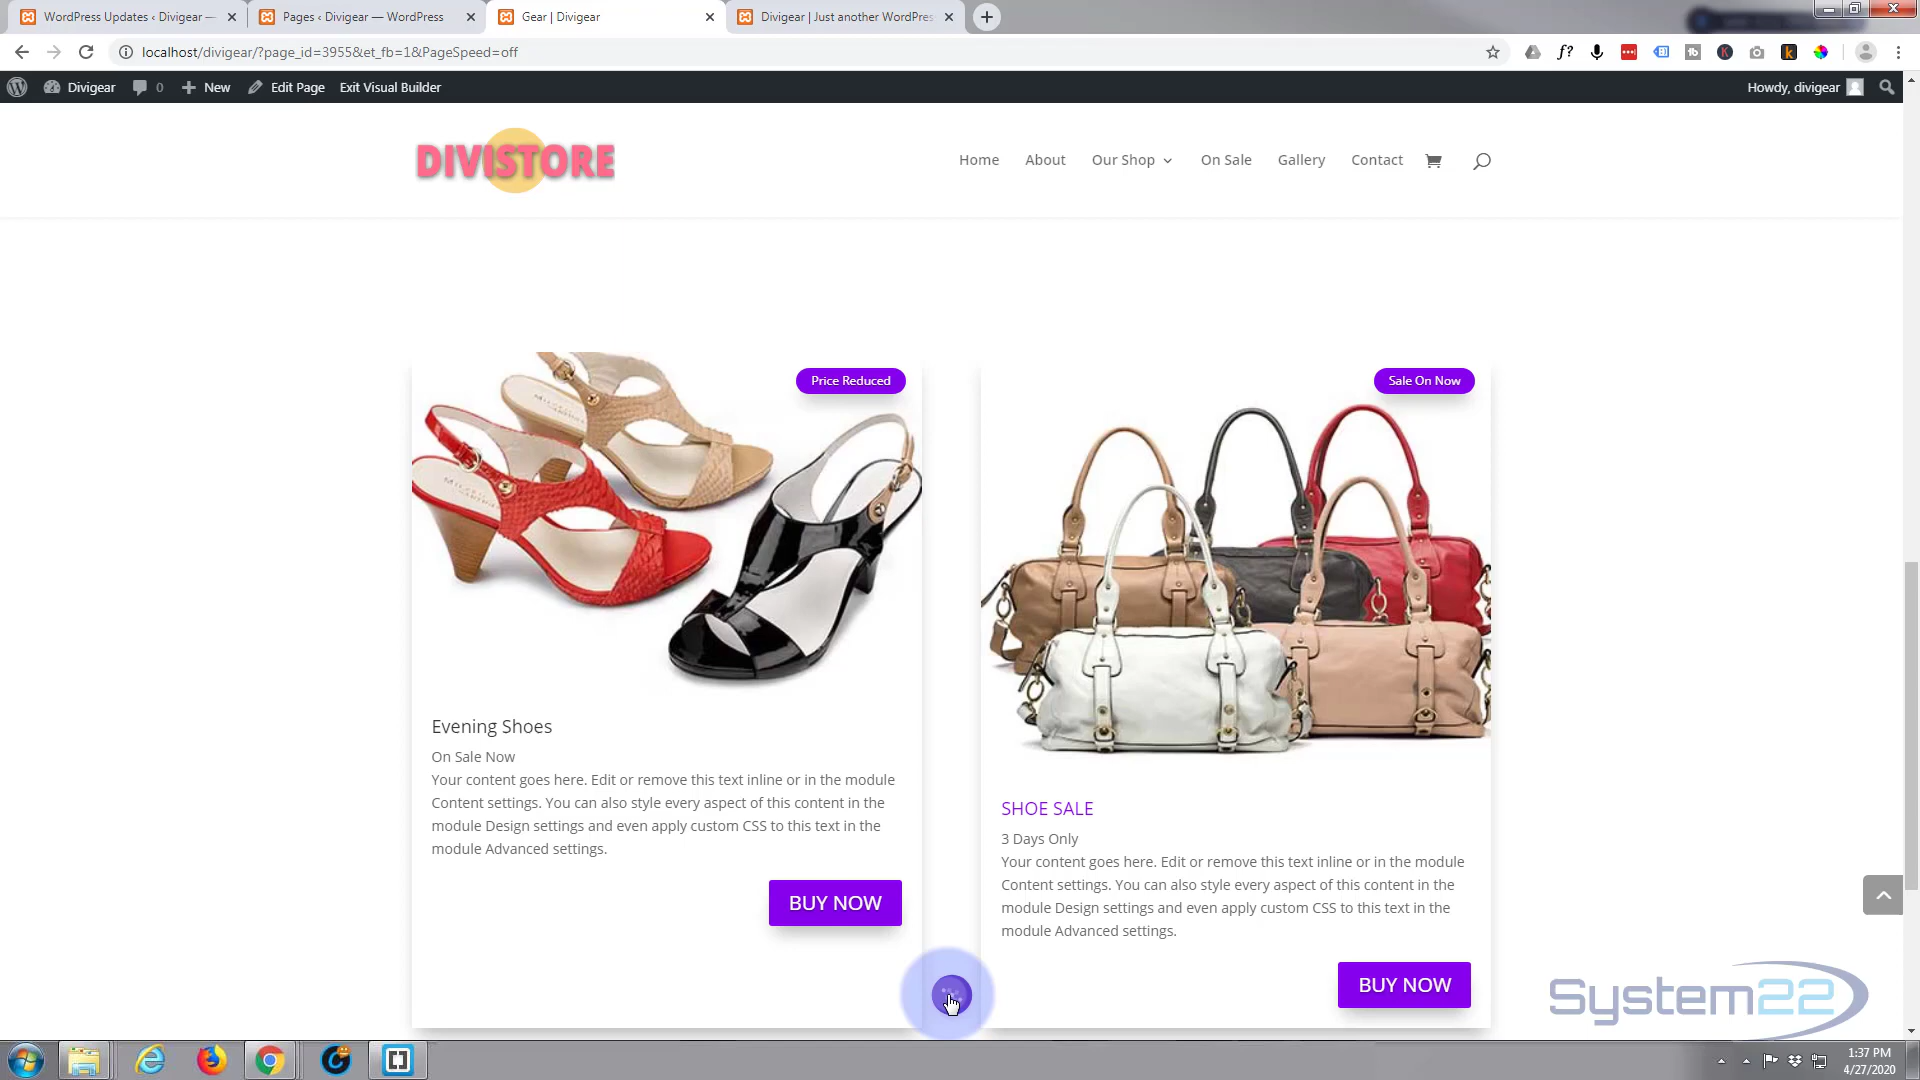 WordPress Updates ‹ Divigear —
Pages ‹ Divigear — WordPress
Gear | Divigear
Divigear | Just another WordPres
localhost/divigear/?page_id=3955&et_fb=1&PageSpeed=off
Divigear
0
New
Edit Page
Exit Visual Builder
Howdy, divigear
DIVISTORE
Home
About
Our Shop
On Sale
Gallery
Contact
Price Reduced
Sale On Now
Evening Shoes
On Sale Now
Your content goes here. Edit or remove this text inline or in the module
Content settings. You can also style every aspect of this content in the
module Design settings and even apply custom CSS to this text in the
module Advanced settings.
BUY NOW
SHOE SALE
3 Days Only
Your content goes here. Edit or remove this text inline or in the module
Content settings. You can also style every aspect of this content in the
module Design settings and even apply custom CSS to this text in the
module Advanced settings.
BUY NOW
System22
1:37 PM
4/27/2020